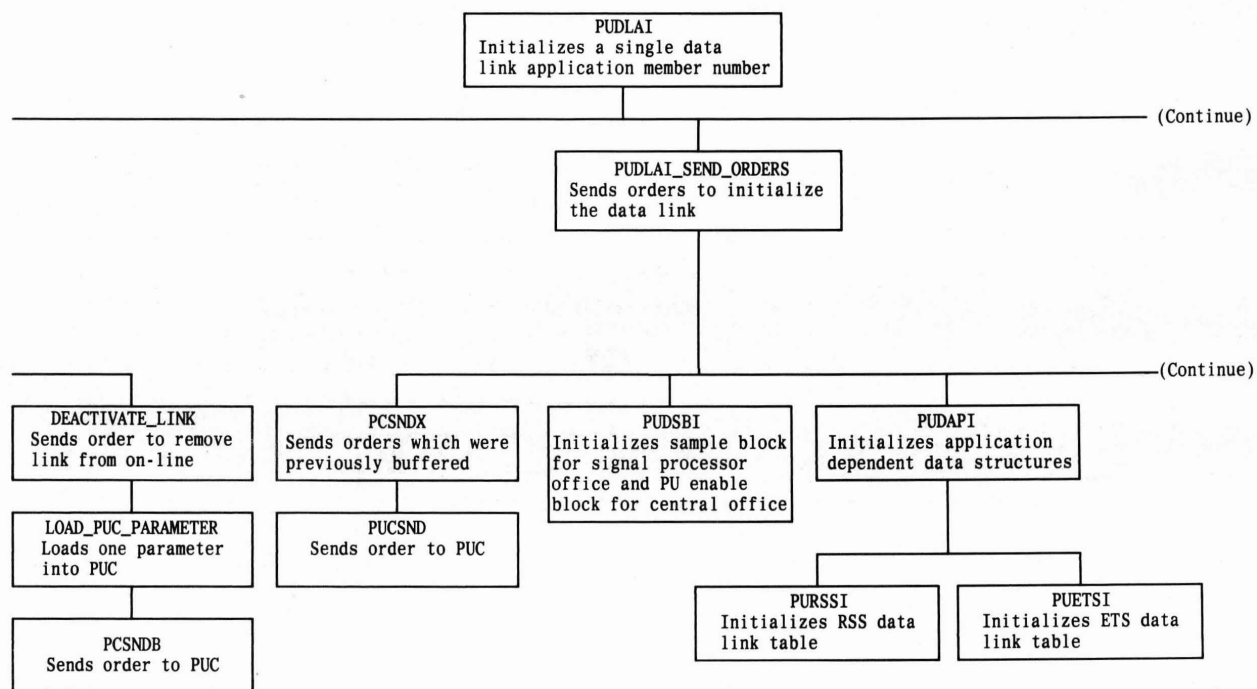 PUDLAI
Initializes a single data
link application member number
(Continue)
PUDLAI_SEND_ORDERS
Sends orders to initialize
the data link
(Continue)
DEACTIVATE_LINK
Sends order to remove
link from on-line
PCSNDX
Sends orders which were
previously buffered
PUDSBI
Initializes sample block
for signal processor
office and PU enable
block for central office
PUDAPI
Initializes application
dependent data structures
LOAD_PUC_PARAMETER
Loads one parameter
into PUC
PUCSND
Sends order to PUC
PURSSI
Initializes RSS data
link table
PUETSI
Initializes ETS data
link table
PCSNDB
Sends order to PUC